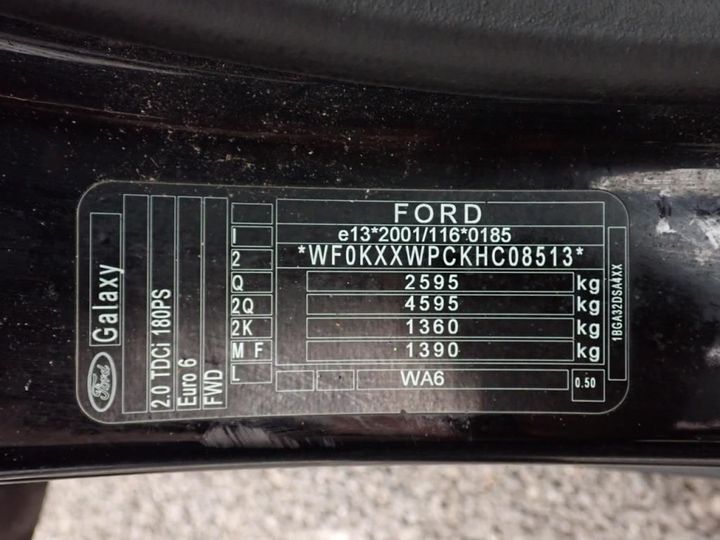 Ford
Galaxy
2.0 TDCi 180PS
Euro 6
FWD
FORD
I e13*2001/116*0185
2 *WF0KXXWPCKHC08513*
Q 2595 kg
2Q 4595 kg
2K 1360 kg
M F 1390 kg
L WA6 0.50
1BGA32DSA4XX